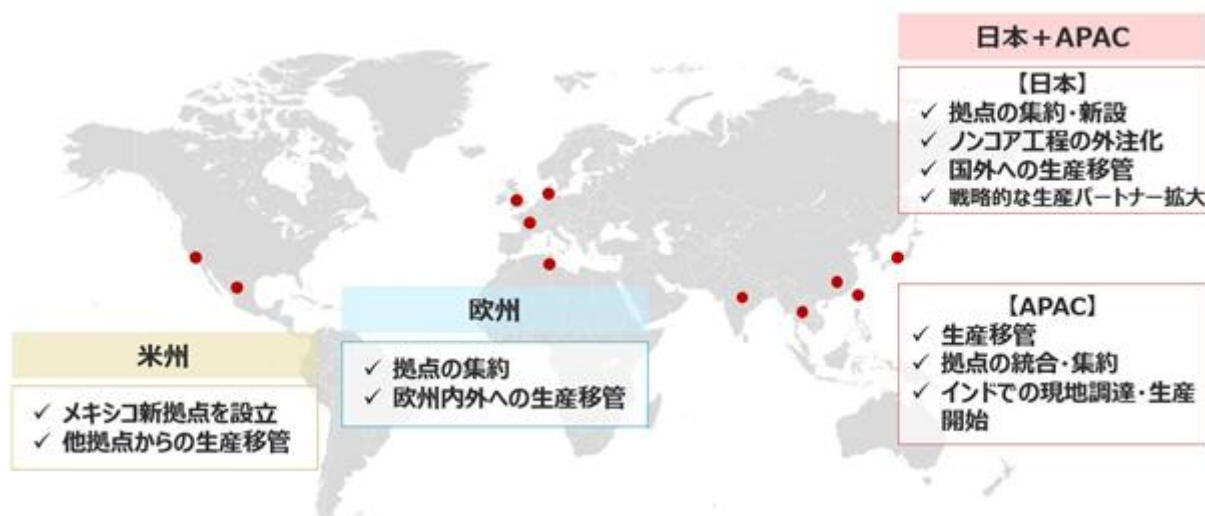 日本＋APAC
【日本】
✓ 拠点の集約・新設
✓ ノンコア工程の外注化
✓ 国外への生産移管
✓ 戦略的な生産パートナー拡大
【APAC】
✓ 生産移管
✓ 拠点の統合・集約
✓ インドでの現地調達・生産
開始
欧州
✓ 拠点の集約
✓ 欧州内外への生産移管
米州
✓ メキシコ新拠点を設立
✓ 他拠点からの生産移管